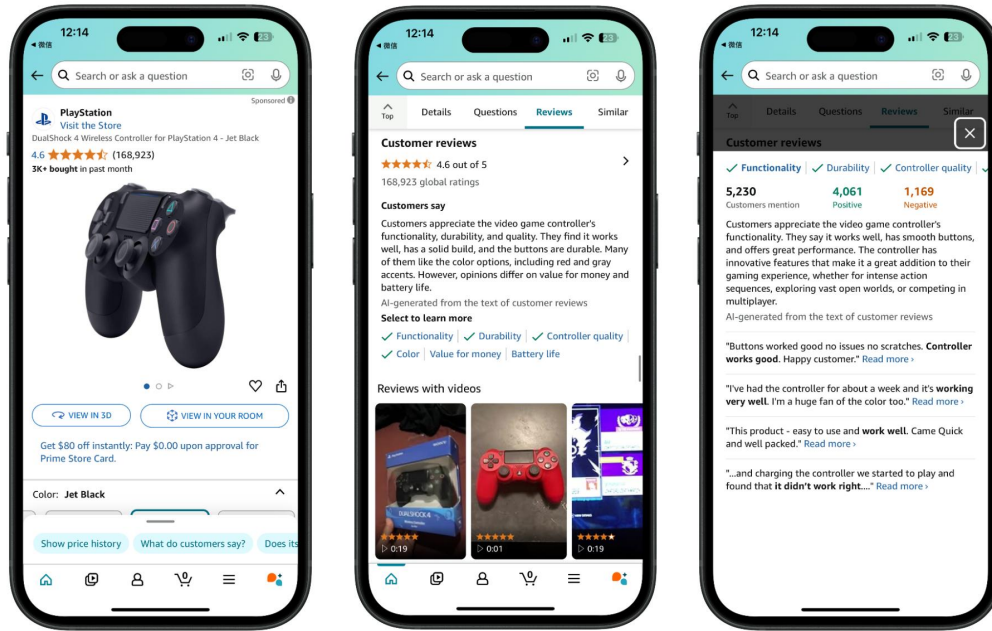 12:14
微信
23
Search or ask a question
Sponsored
PlayStation
Visit the Store
DualShock 4 Wireless Controller for PlayStation 4 - Jet Black
4.6 (168,923)
3K+ bought in past month
VIEW IN 3D
VIEW IN YOUR ROOM
Get $80 off instantly: Pay $0.00 upon approval for
Prime Store Card.
Color: Jet Black
Show price history
What do customers say?
Does its
0
12:14
微信
23
Search or ask a question
Top
Details
Questions
Reviews
Similar
Customer reviews
4.6 out of 5
168,923 global ratings
Customers say
Customers appreciate the video game controller's
functionality, durability, and quality. They find it works
well, has a solid build, and the buttons are durable. Many
of them like the color options, including red and gray
accents. However, opinions differ on value for money and
battery life.
AI-generated from the text of customer reviews
Select to learn more
Functionality
Durability
Controller quality
Color
Value for money
Battery life
Reviews with videos
DUALSHOCK 4
0:19
0:01
0:19
0
12:14
微信
23
Search or ask a question
Top
Details
Questions
Reviews
Similar
Customer reviews
Functionality
Durability
Controller quality
5,230
4,061
1,169
Customers mention
Positive
Negative
Customers appreciate the video game controller's
functionality. They say it works well, has smooth buttons,
and offers great performance. The controller has
innovative features that make it a great addition to their
gaming experience, whether for intense action
sequences, exploring vast open worlds, or competing in
multiplayer.
AI-generated from the text of customer reviews
"Buttons worked good no issues no scratches. Controller
works good. Happy customer." Read more ›
"I've had the controller for about a week and it's working
very well. I'm a huge fan of the color too." Read more ›
"This product - easy to use and work well. Came Quick
and well packed." Read more ›
"...and charging the controller we started to play and
found that it didn't work right...." Read more ›